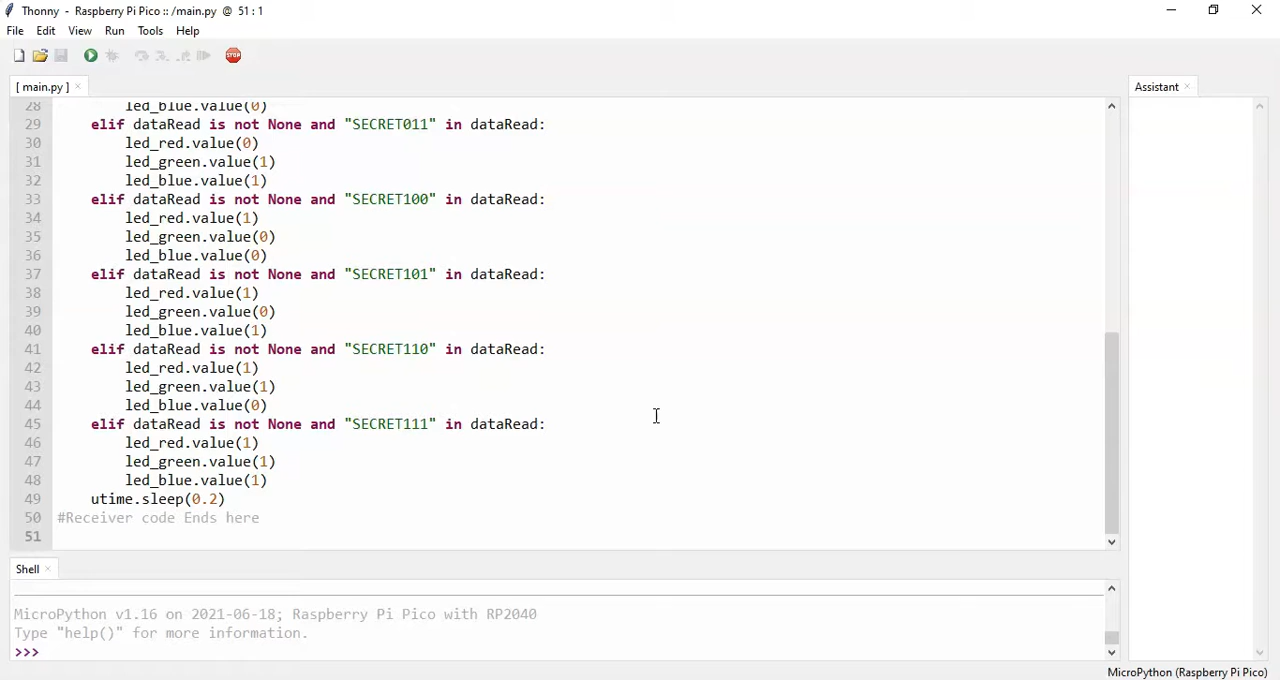 Thonny - Raspberry Pi Pico :: /main.py @ 51 : 1
File Edit View Run Tools Help
STOP
[ main.py ] ×
Assistant ×
28 led_blue.value(0)
29 elif dataRead is not None and "SECRET011" in dataRead:
30 led_red.value(0)
31 led_green.value(1)
32 led_blue.value(1)
33 elif dataRead is not None and "SECRET100" in dataRead:
34 led_red.value(1)
35 led_green.value(0)
36 led_blue.value(0)
37 elif dataRead is not None and "SECRET101" in dataRead:
38 led_red.value(1)
39 led_green.value(0)
40 led_blue.value(1)
41 elif dataRead is not None and "SECRET110" in dataRead:
42 led_red.value(1)
43 led_green.value(1)
44 led_blue.value(0)
45 elif dataRead is not None and "SECRET111" in dataRead:
46 led_red.value(1)
47 led_green.value(1)
48 led_blue.value(1)
49 utime.sleep(0.2)
50 #Receiver code Ends here
51
Shell ×
MicroPython v1.16 on 2021-06-18; Raspberry Pi Pico with RP2040
Type "help()" for more information.
>>>
MicroPython (Raspberry Pi Pico)